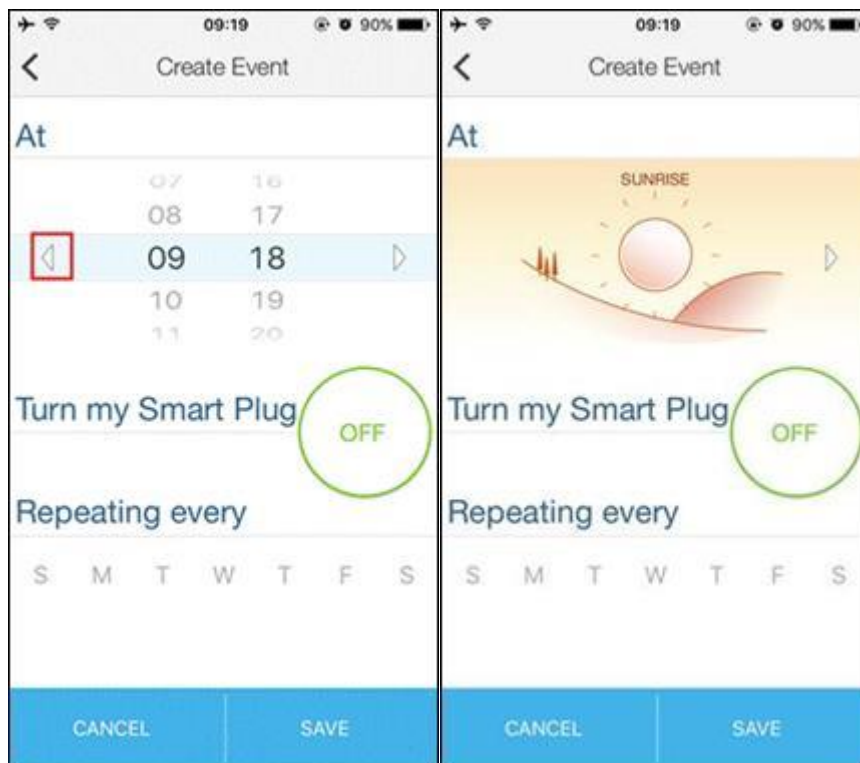 09:19
90%
Create Event
At
07 16
08 17
09 18
10 19
11 20
Turn my Smart Plug
OFF
Repeating every
S M T W T F S
CANCEL SAVE
09:19
90%
Create Event
At
SUNRISE
Turn my Smart Plug
OFF
Repeating every
S M T W T F S
CANCEL SAVE